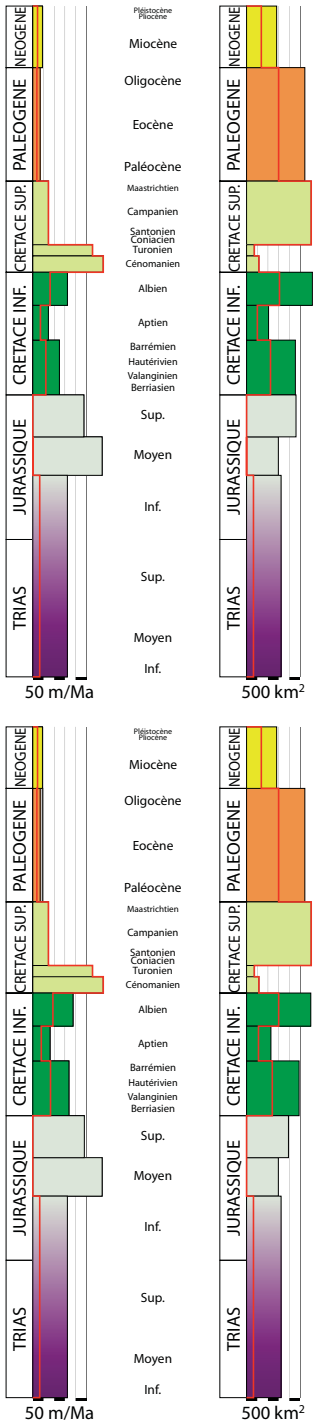 NEOGENE
PALEOGENE
CRETACE SUP.
CRETACE INF.
JURASSIQUE
TRIAS
Pléistocène
Pliocène
Miocène
Oligocène
Eocène
Paléocène
Maastrichtien
Campanien
Santonien
Coniacien
Turonien
Cénomanien
Albien
Aptien
Barrémien
Hautérivien
Valanginien
Berriasien
Sup.
Moyen
Inf.
Sup.
Moyen
Inf.
NEOGENE
PALEOGENE
CRETACE SUP.
CRETACE INF.
JURASSIQUE
TRIAS
50 m/Ma
500 km²
NEOGENE
PALEOGENE
CRETACE SUP.
CRETACE INF.
JURASSIQUE
TRIAS
Pléistocène
Pliocène
Miocène
Oligocène
Eocène
Paléocène
Maastrichtien
Campanien
Santonien
Coniacien
Turonien
Cénomanien
Albien
Aptien
Barrémien
Hautérivien
Valanginien
Berriasien
Sup.
Moyen
Inf.
Sup.
Moyen
Inf.
NEOGENE
PALEOGENE
CRETACE SUP.
CRETACE INF.
JURASSIQUE
TRIAS
50 m/Ma
500 km²